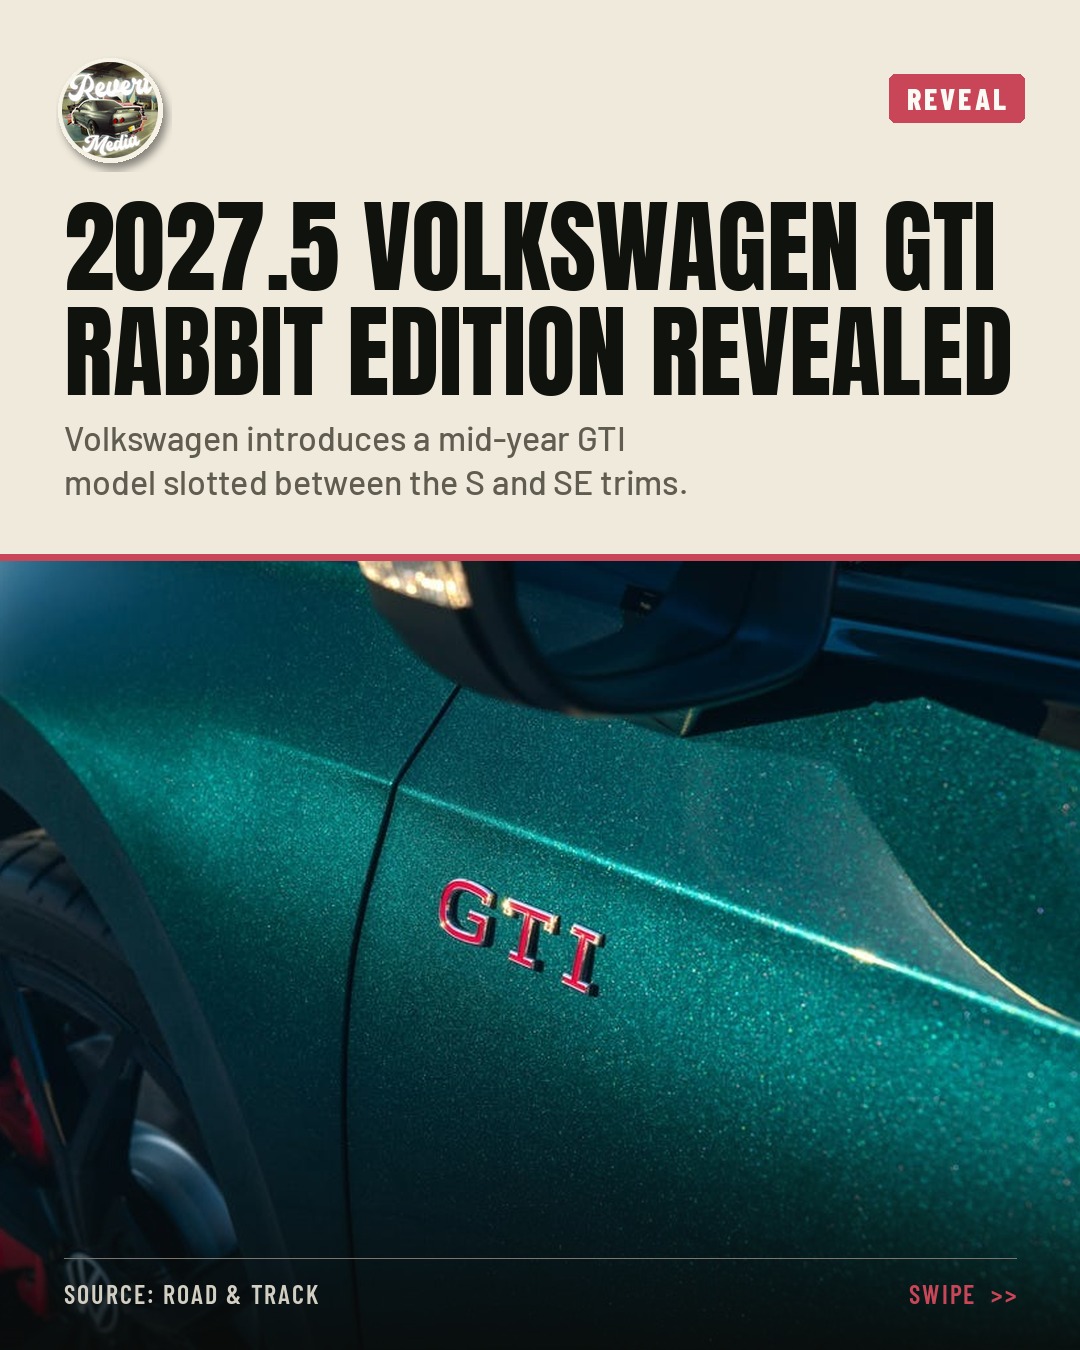 Revert
Media
REVEAL
2027.5 VOLKSWAGEN GTI
RABBIT EDITION REVEALED
Volkswagen introduces a mid-year GTI
model slotted between the S and SE trims.
GTI
SOURCE: ROAD & TRACK
SWIPE >>